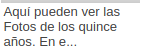 Aquí pueden ver las
Fotos de los quince
años. En e...